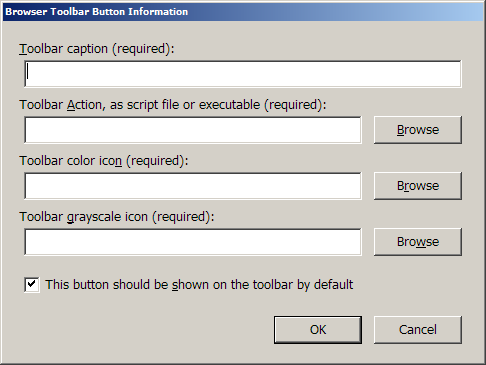 Browser Toolbar Button Information
Toolbar caption (required):
Toolbar Action, as script file or executable (required):
Browse
Toolbar color icon (required):
Browse
Toolbar grayscale icon (required):
Browse
This button should be shown on the toolbar by default
OK Cancel